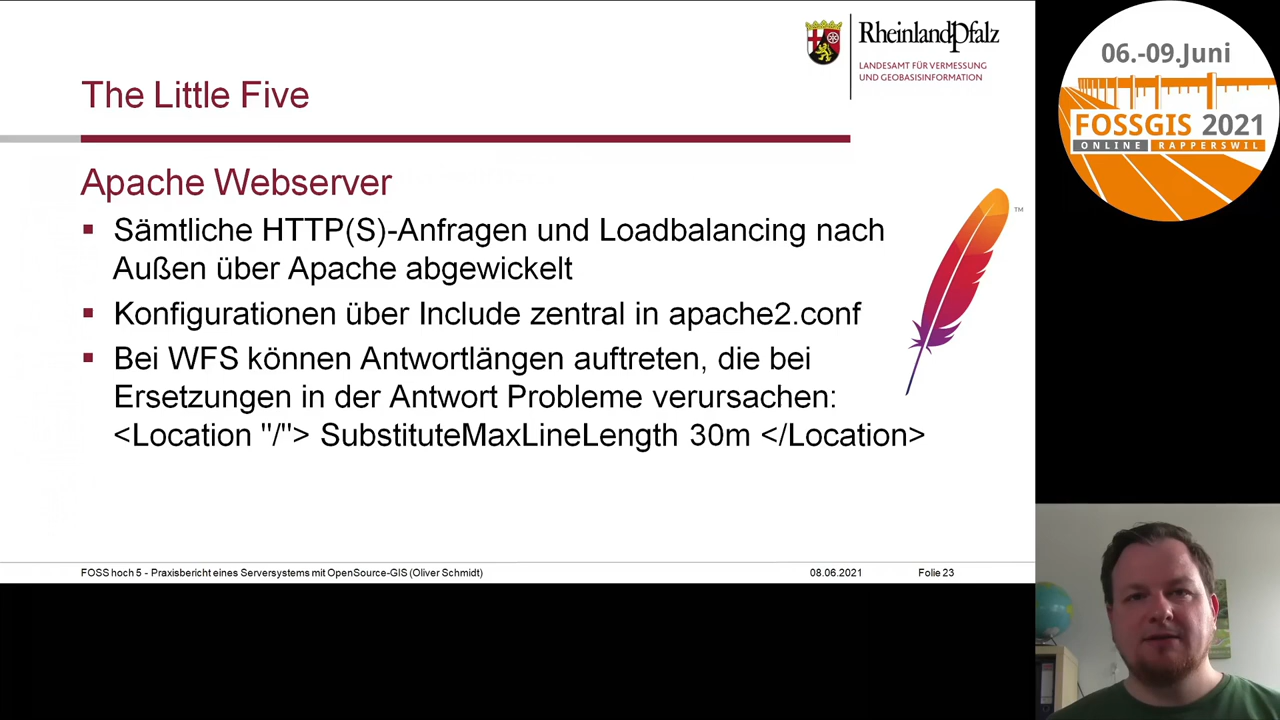 RheinlandPfalz
LANDESAMT FÜR VERMESSUNG
UND GEOBASISINFORMATION
The Little Five
Apache Webserver
▪ Sämtliche HTTP(S)-Anfragen und Loadbalancing nach
Außen über Apache abgewickelt
▪ Konfigurationen über Include zentral in apache2.conf
▪ Bei WFS können Antwortlängen auftreten, die bei
Ersetzungen in der Antwort Probleme verursachen:
<Location "/"> SubstituteMaxLineLength 30m </Location>
TM
FOSS hoch 5 - Praxisbericht eines Serversystems mit OpenSource-GIS (Oliver Schmidt)
08.06.2021
Folie 23
06.-09.Juni
FOSSGIS 2021
ONLINE RAPPERSWIL